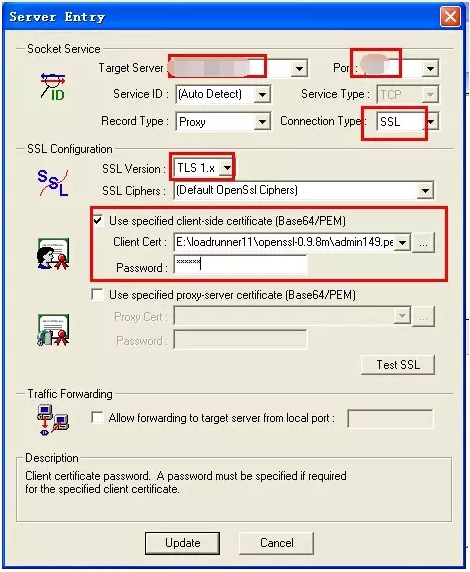 Server Entry
Socket Service
Target Server :
Port :
Service ID : (Auto Detect)
Service Type : TCP
Record Type : Proxy
Connection Type : SSL
SSL Configuration
SSL Version : TLS 1.x
SSL Ciphers : (Default OpenSsl Ciphers)
Use specified client-side certificate (Base64/PEM)
Client Cert : E:\loadrunner11\openssl-0.9.8m\admin149.pe ...
Password : ******
Use specified proxy-server certificate (Base64/PEM)
Proxy Cert : ...
Password :
Test SSL
Traffic Forwarding
Allow forwarding to target server from local port :
Description
Client certificate password. A password must be specified if required
for the specified client certificate.
Update
Cancel
ID
SSL